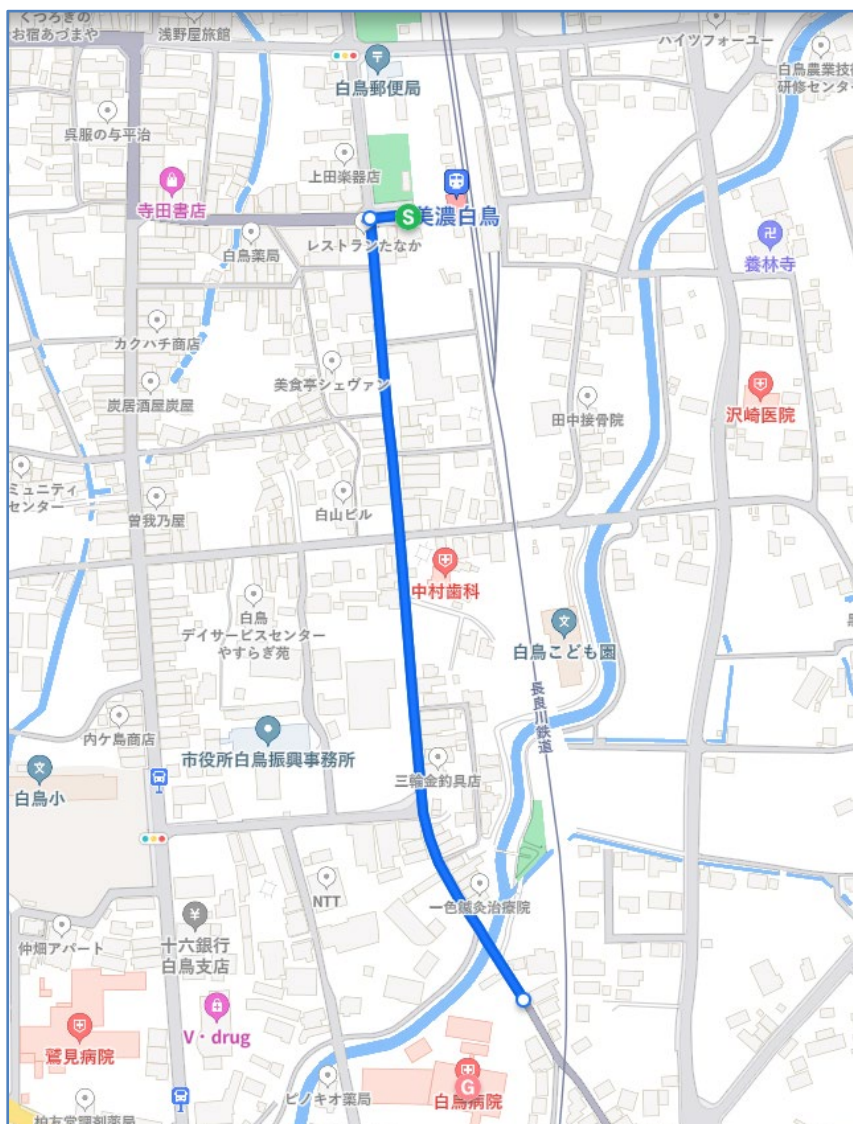 くつろぎの
お宿あづまや
浅野屋旅館
ハイツフォーユー
白鳥郵便局
白鳥農業技術
研修センタ
呉服の与平治
上田楽器店
寺田書店
S
美濃白鳥
レストランたなか
白鳥薬局
卍
養林寺
カクハチ商店
美食亭シェヴァン
炭居酒屋炭屋
田中接骨院
沢崎医院
ミュニティ
センター
曽我乃屋
白山ビル
中村歯科
白鳥
デイサービスセンター
やすらぎ苑
文
白鳥こども園
長良川鉄道
内ケ島商店
市役所白鳥振興事務所
文
白鳥小
三輪金釣具店
NTT
一色鍼灸治療院
仲畑アパート
¥
十六銀行
白鳥支店
V・drug
鷲見病院
ピノキオ薬局
G
白鳥病院
柏友堂調剤薬局